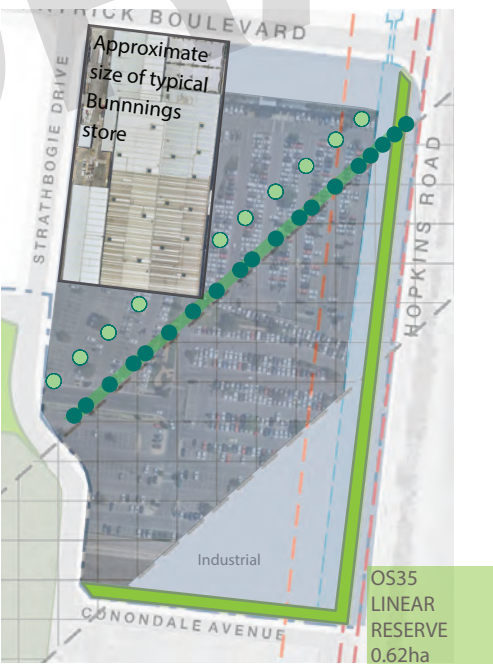 BOULEVARD
Approximate
size of typical
Bunnnings
store
STRATHBOGIE DRIVE
HOPKINS ROAD
Industrial
CONONDALE AVENUE
OS35
LINEAR
RESERVE
0.62ha